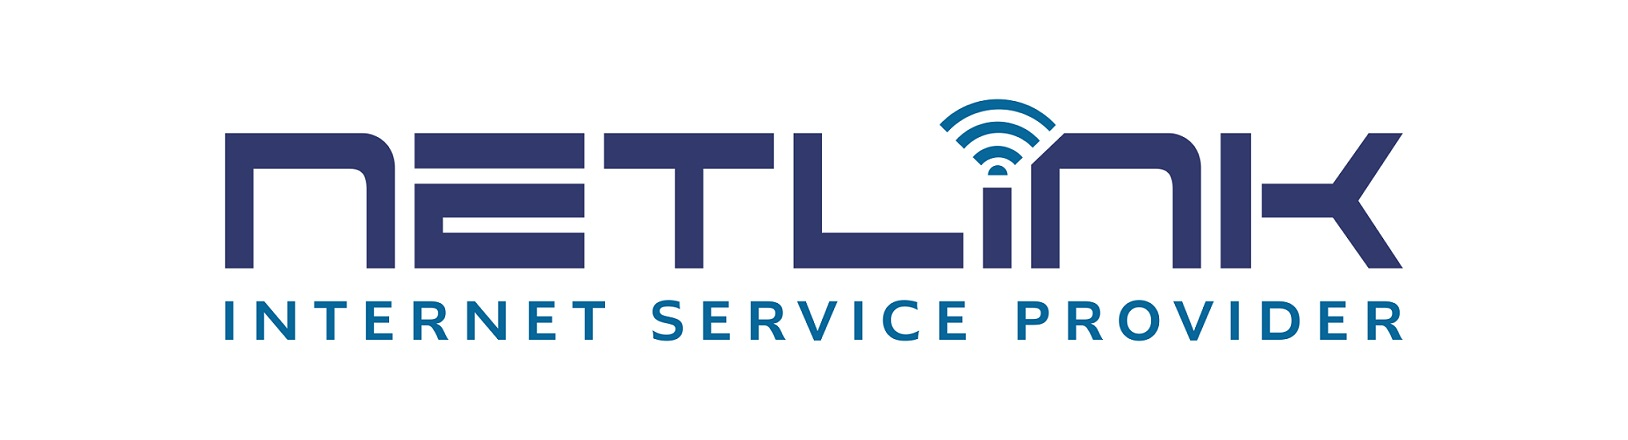 NETLiNK
INTERNET SERVICE PROVIDER